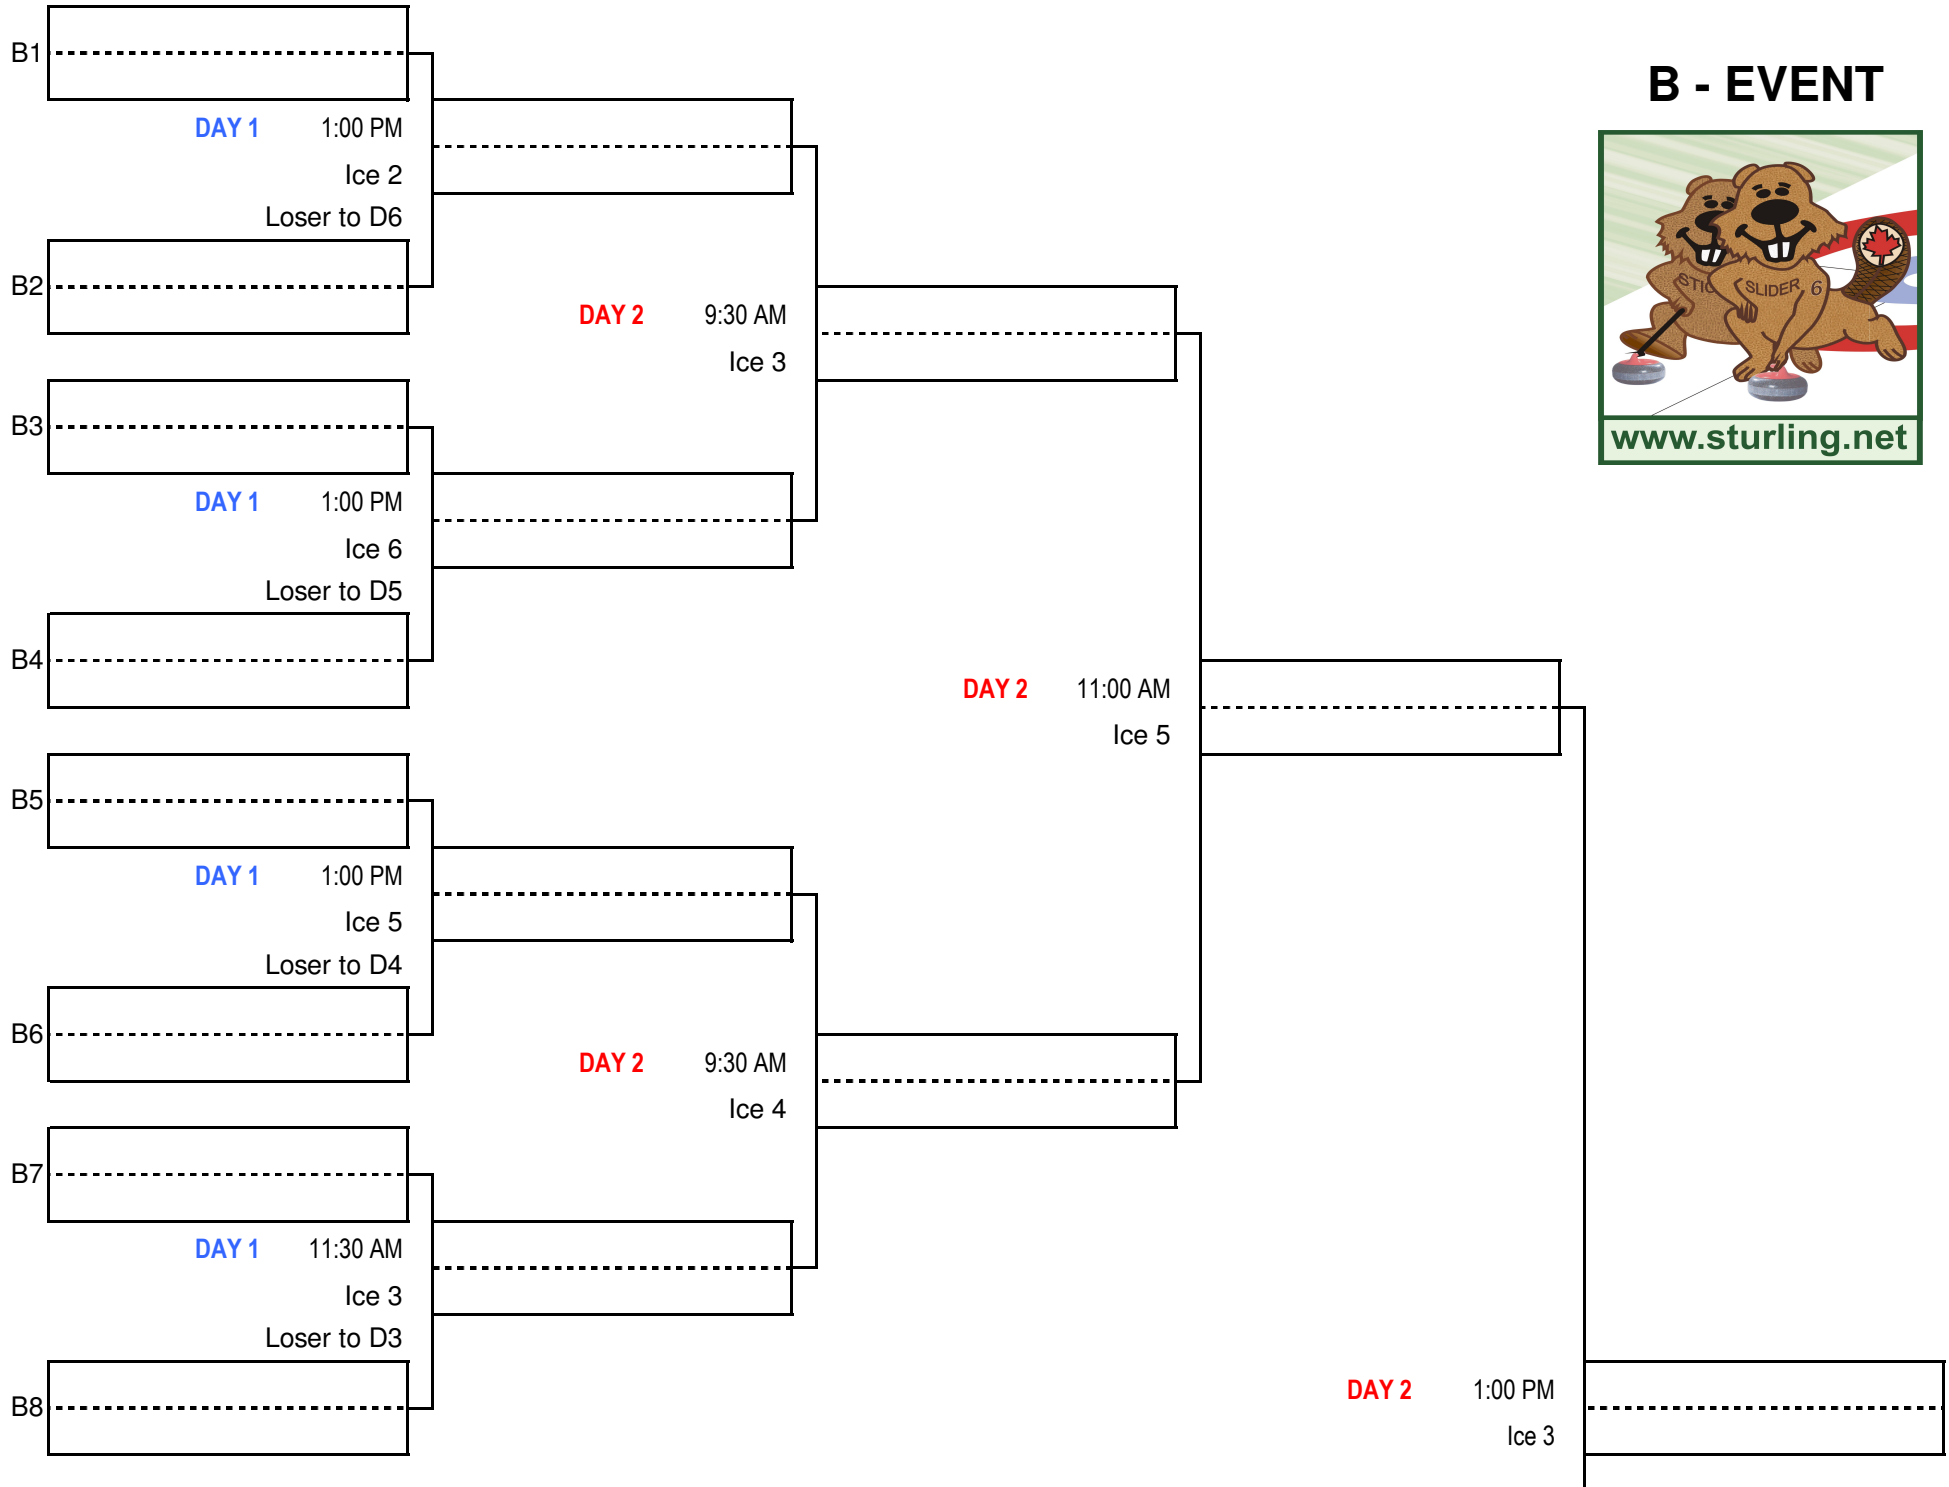 B - EVENT
B1
DAY 1 1:00 PM
Ice 2
Loser to D6
B2
DAY 2 9:30 AM
Ice 3
B3
DAY 1 1:00 PM
Ice 6
Loser to D5
B4
DAY 2 11:00 AM
Ice 5
B5
DAY 1 1:00 PM
Ice 5
Loser to D4
B6
DAY 2 9:30 AM
Ice 4
B7
DAY 1 11:30 AM
Ice 3
Loser to D3
B8
DAY 2 1:00 PM
Ice 3
SLIDER 6
www.sturling.net